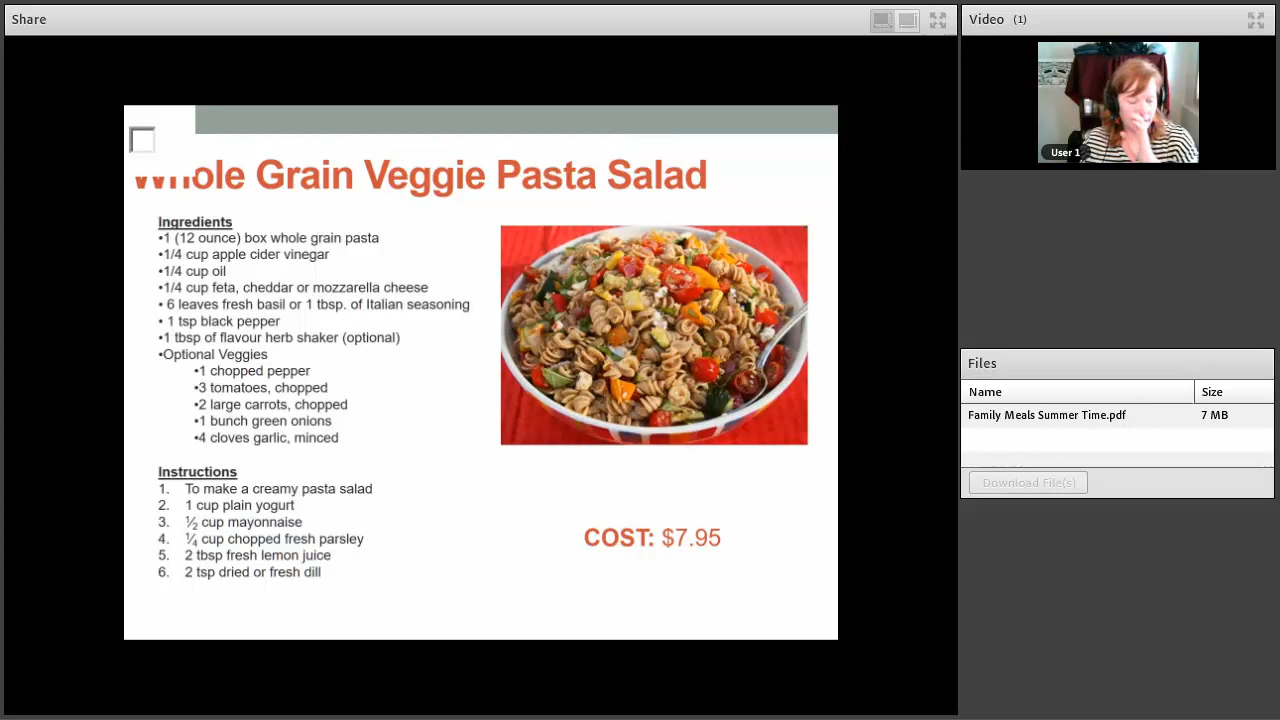 Share
Video (1)
User 1
Whole Grain Veggie Pasta Salad
Ingredients
•1 (12 ounce) box whole grain pasta
•1/4 cup apple cider vinegar
•1/4 cup oil
•1/4 cup feta, cheddar or mozzarella cheese
• 6 leaves fresh basil or 1 tbsp. of Italian seasoning
• 1 tsp black pepper
•1 tbsp of flavour herb shaker (optional)
•Optional Veggies
•1 chopped pepper
•3 tomatoes, chopped
•2 large carrots, chopped
•1 bunch green onions
•4 cloves garlic, minced
Instructions
1. To make a creamy pasta salad
2. 1 cup plain yogurt
3. ½ cup mayonnaise
4. ¼ cup chopped fresh parsley
5. 2 tbsp fresh lemon juice
6. 2 tsp dried or fresh dill
COST: $7.95
Files
Name Size
Family Meals Summer Time.pdf 7 MB
Download File(s)